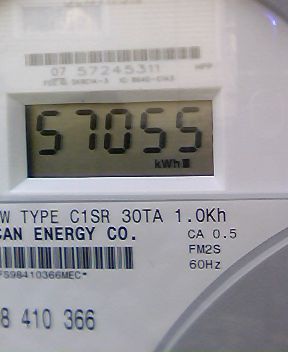 07 57245311
57055
kWh
W TYPE C1SR 30TA 1.0Kh
CAN ENERGY CO.
CA 0.5
FM2S
60Hz
FS98410366MEC*
8 410 366